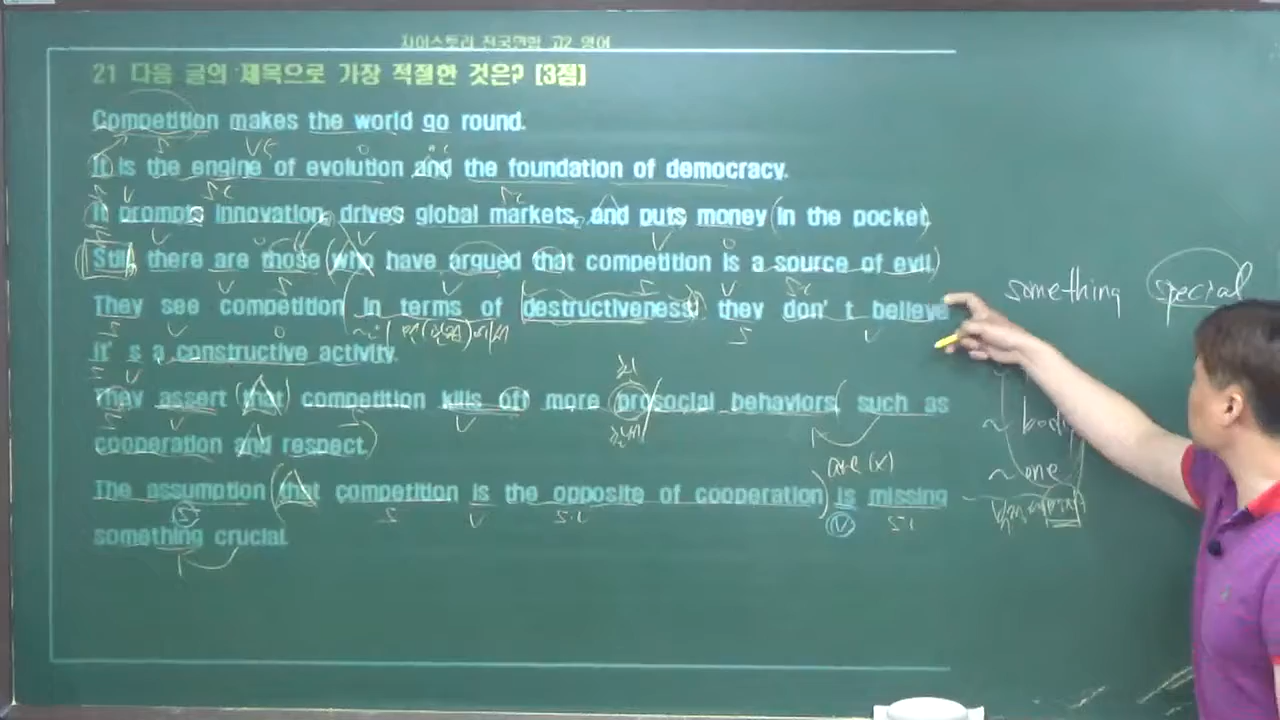 자이스토리 전국연합 고2 영어
21 다음 글의 제목으로 가장 적절한 것은? [3점]
Competition makes the world go round.
It is the engine of evolution and the foundation of democracy.
It prompts innovation, drives global markets, and puts money in the pocket.
Still, there are those who have argued that competition is a source of evil.
They see competition in terms of destructiveness; they don't believe
it's a constructive activity.
They assert that competition kills off more prosocial behaviors such as
cooperation and respect.
are (x)
The assumption that competition is the opposite of cooperation is missing
something crucial.
something special
~ body
~ one